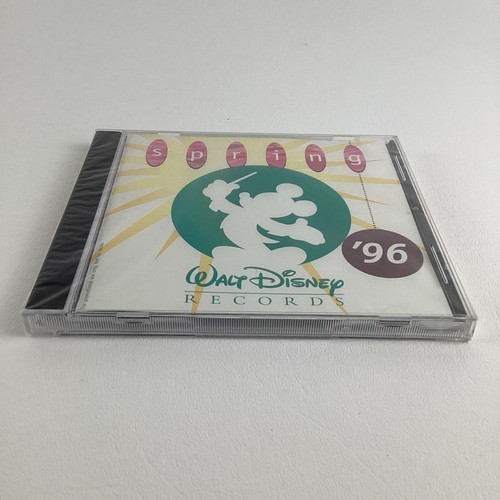 spring
'96
WALT DISNEY
RECORDS